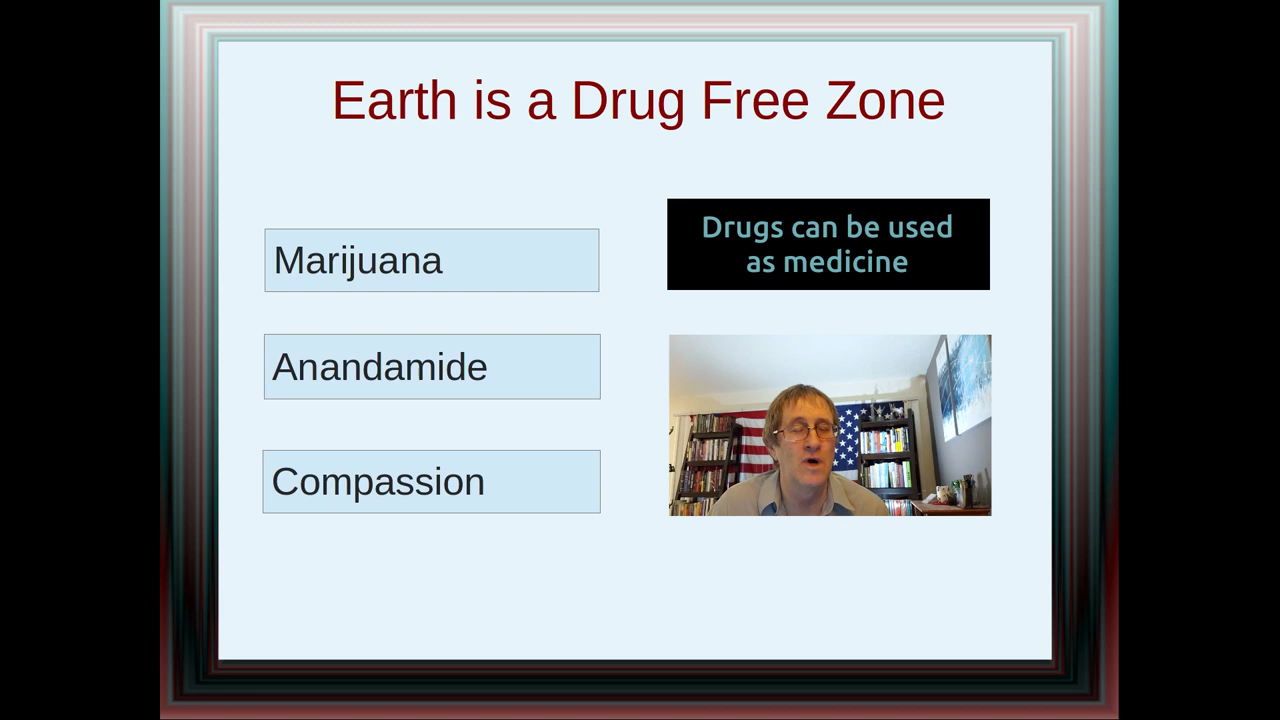 Earth is a Drug Free Zone
Marijuana
Anandamide
Compassion
Drugs can be used
as medicine